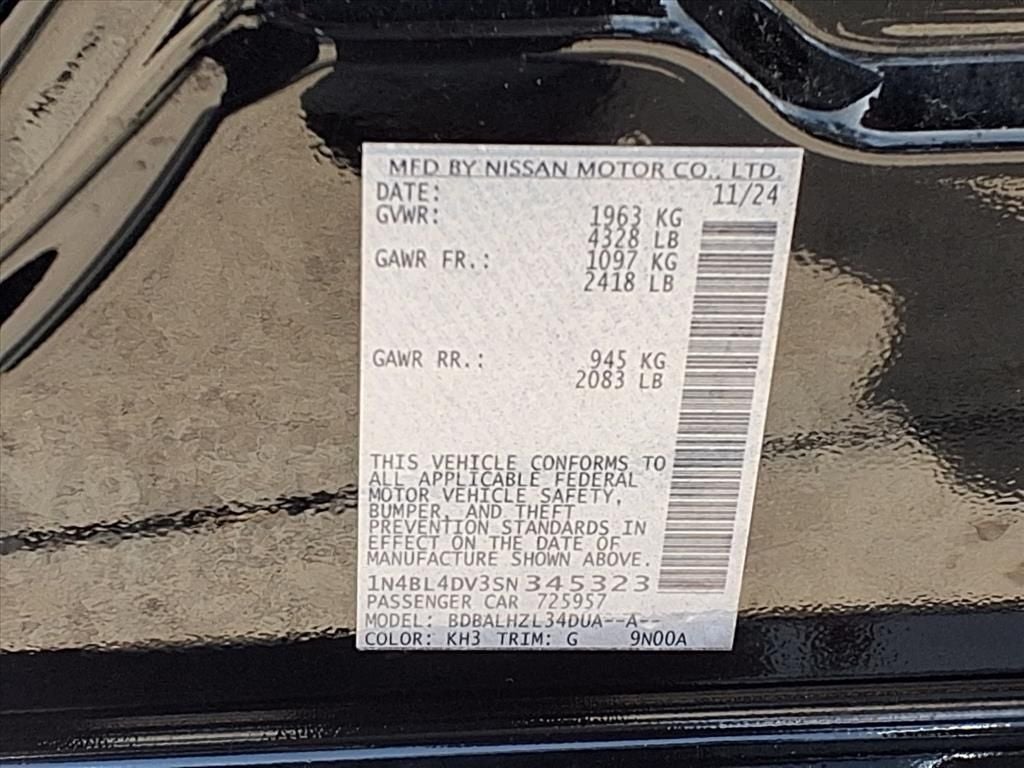 MFD BY NISSAN MOTOR CO., LTD.
DATE: 11/24
GVWR: 1963 KG
4328 LB
GAWR FR.: 1097 KG
2418 LB
GAWR RR.: 945 KG
2083 LB
THIS VEHICLE CONFORMS TO
ALL APPLICABLE FEDERAL
MOTOR VEHICLE SAFETY,
BUMPER, AND THEFT
PREVENTION STANDARDS IN
EFFECT ON THE DATE OF
MANUFACTURE SHOWN ABOVE.
1N4BL4DV3SN345323
PASSENGER CAR 725957
MODEL: BDBALHZL34DUA--A--
COLOR: KH3 TRIM: G 9N00A